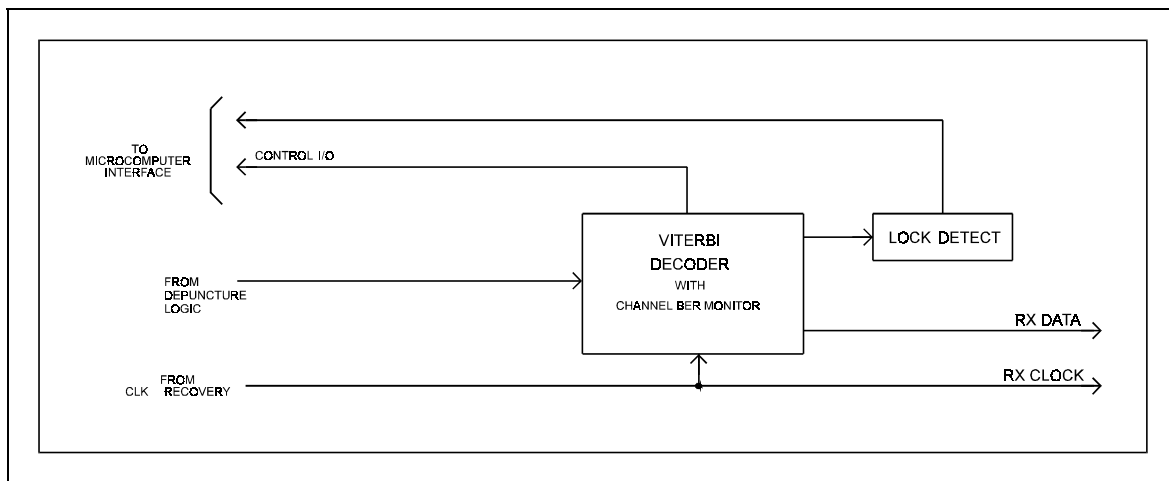 TO
MICROCOMPUTER
INTERFACE
CONTROL I/O
VITERBI
DECODER
WITH
CHANNEL BER MONITOR
LOCK DETECT
FROM
DEPUNCTURE
LOGIC
RX DATA
FROM
CLK RECOVERY
RX CLOCK